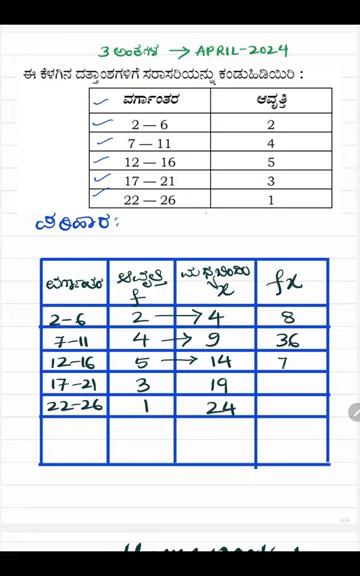 3 ಅಂಕಗಳ → APRIL-2024
ಈ ಕೆಳಗಿನ ದತ್ತಾಂಶಗಳಿಗೆ ಸರಾಸರಿಯನ್ನು ಕಂಡುಹಿಡಿಯಿರಿ :
ವರ್ಗಾಂತರ ಆವೃತ್ತಿ
2 — 6 2
7 — 11 4
12 — 16 5
17 — 21 3
22 — 26 1
ಪರಿಹಾರ:
ವರ್ಗಾಂತರ ಆವೃತ್ತಿ f ಮಧ್ಯಬಿಂದು x fx
2-6 2 → 4 8
7-11 4 → 9 36
12-16 5 → 14 7
17-21 3 19
22-26 1 24